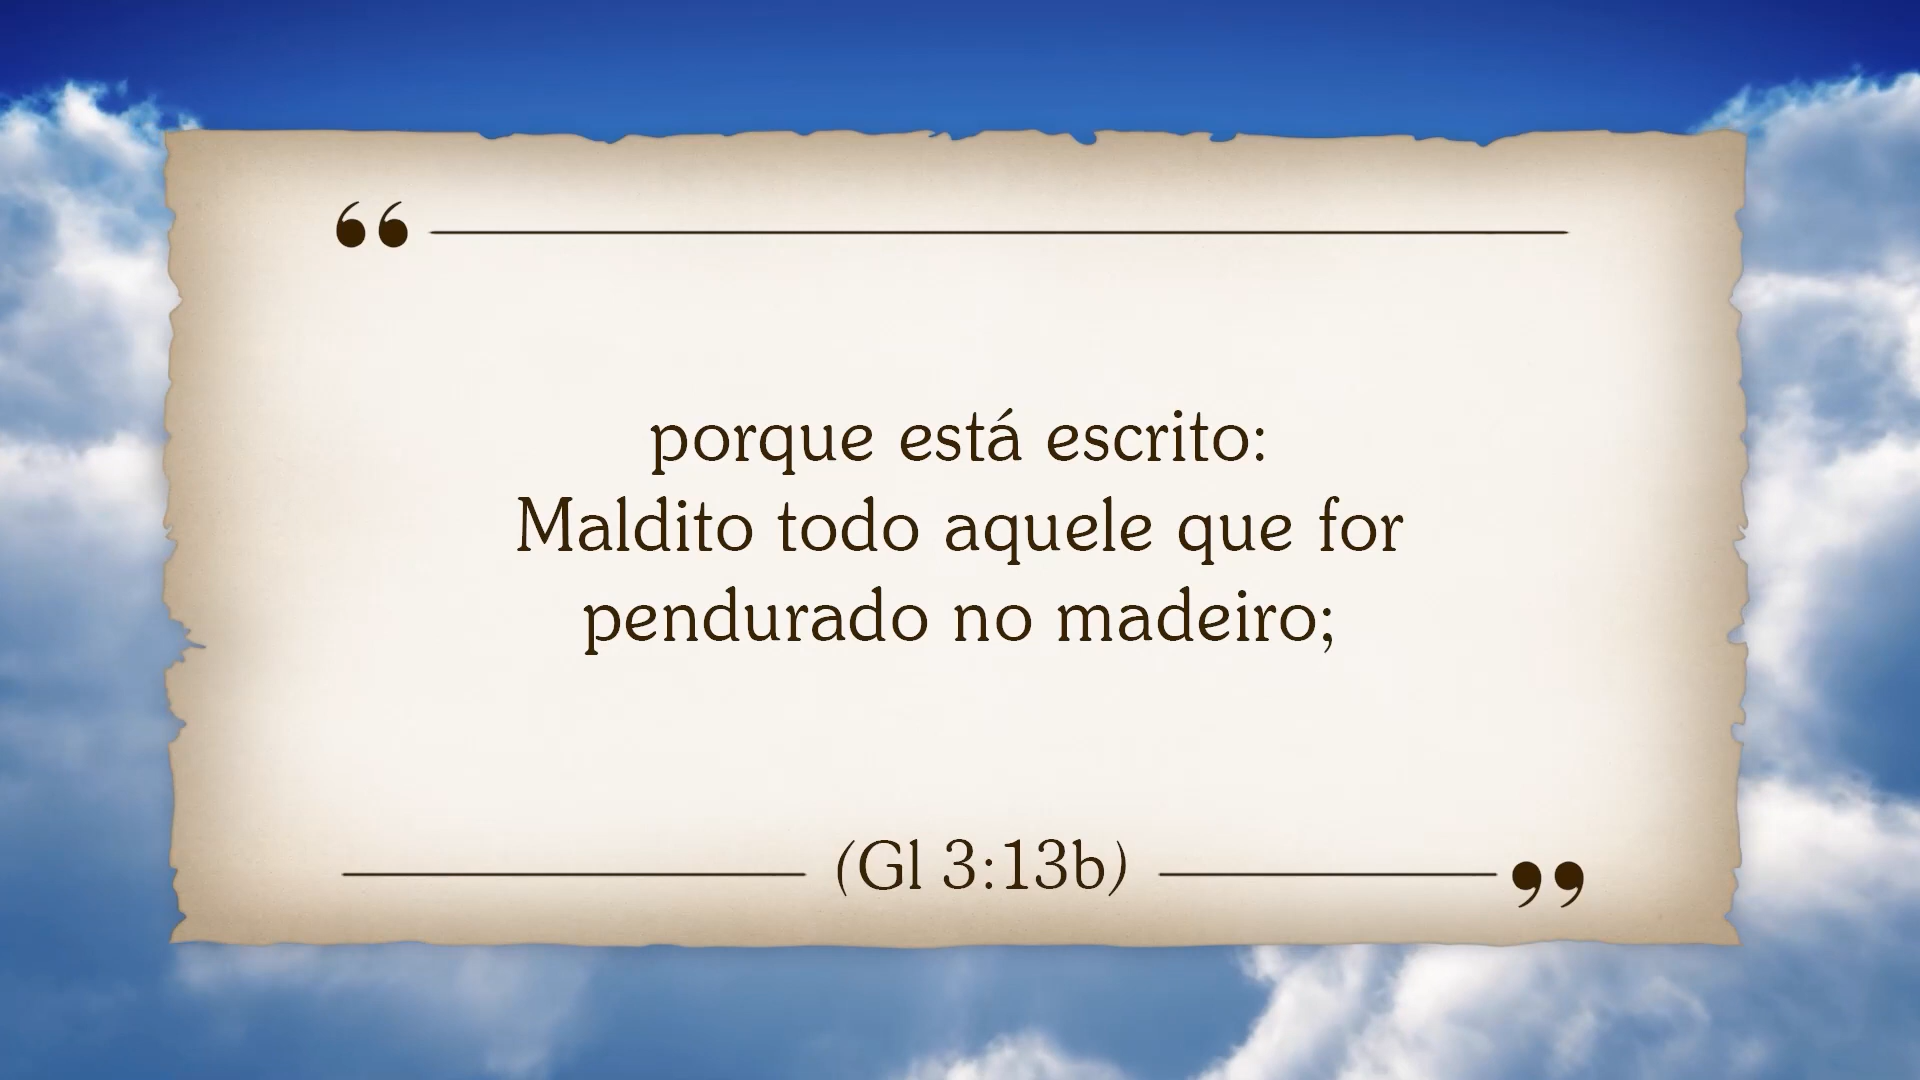 “
porque está escrito:
Maldito todo aquele que for
pendurado no madeiro;
(Gl 3:13b)
”